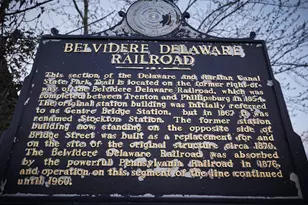 BELVIDERE DELAWARE
RAILROAD
This section of the Delaware and Raritan Canal
State Park Trail is located on the former right-of-
way of the Belvidere Delaware Railroad, which was
completed between Trenton and Phillipsburg in 1854.
The original station building was initially referred
to as Centre Bridge Station, but in 1867 it was
renamed Stockton Station. The former station
building now standing on the opposite side of
Bridge Street was built as a replacement for and
on the site of the original structure circa 1870.
The Belvidere Delaware Railroad was absorbed
by the powerful Pennsylvania Railroad in 1876,
and operation on this segment of the line continued
until 1960.